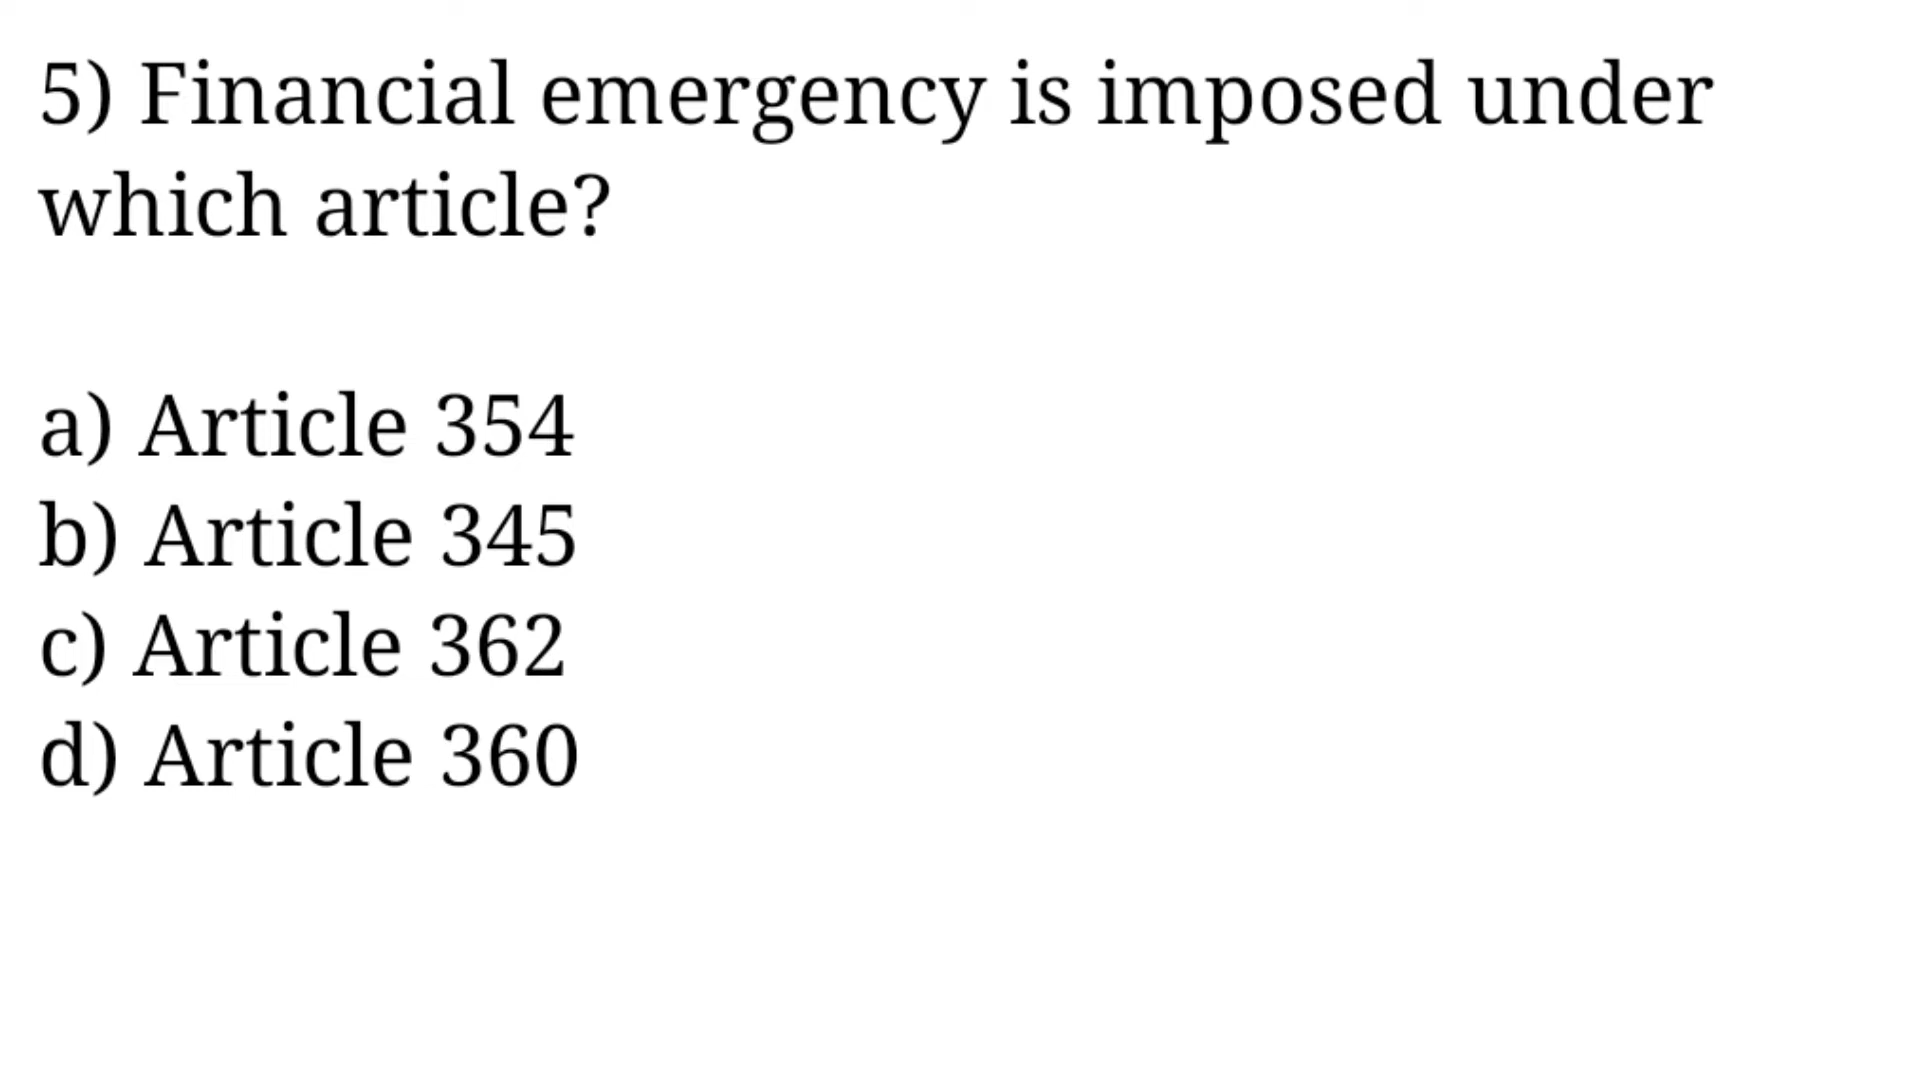 5) Financial emergency is imposed under
which article?
a) Article 354
b) Article 345
c) Article 362
d) Article 360